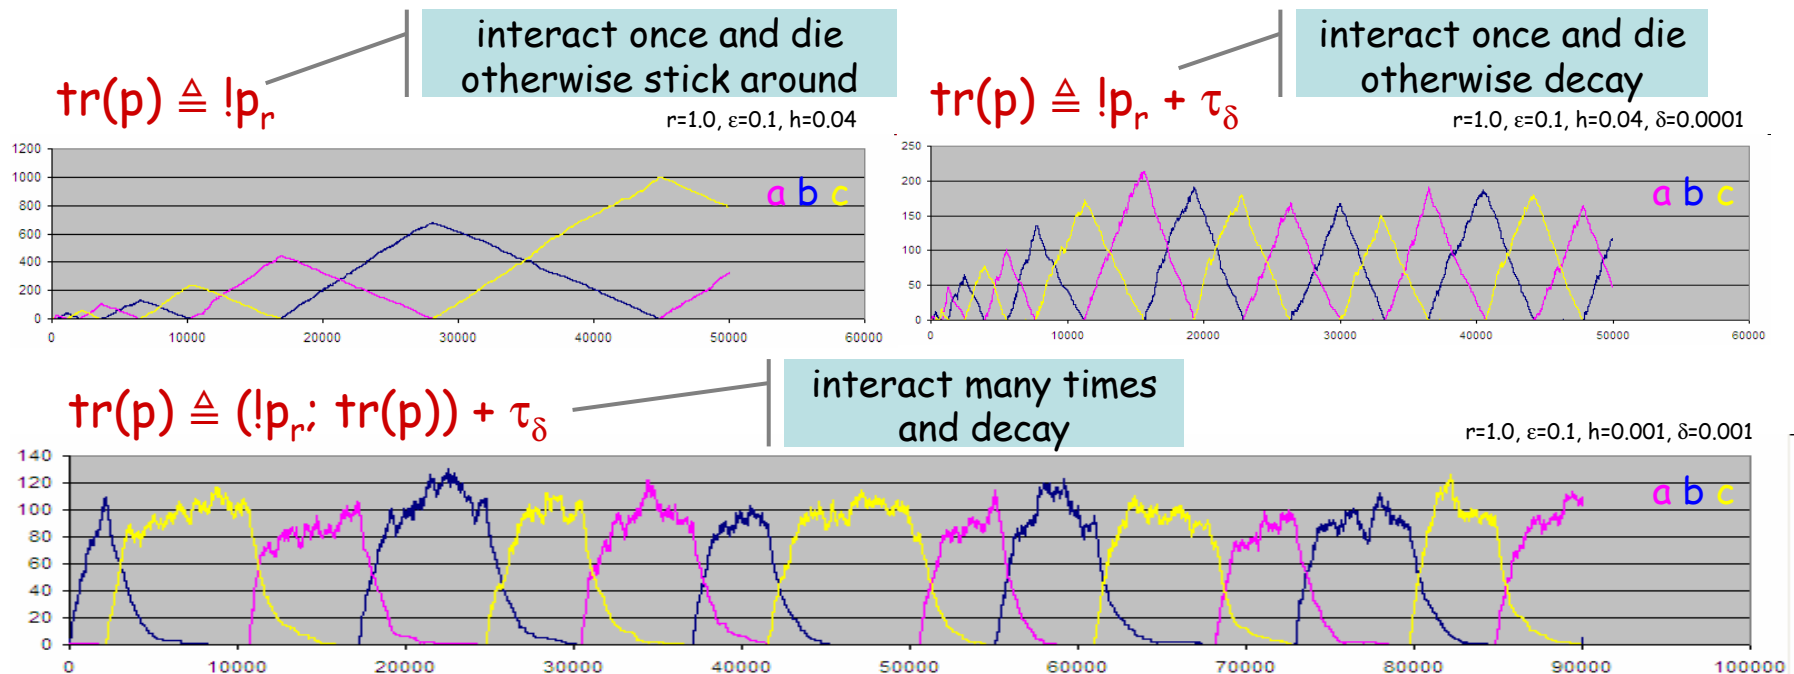 interact once and die
otherwise stick around
tr(p) ≜ !pᵣ
r=1.0, ε=0.1, h=0.04
1200
1000
800
600
400
200
0
a b c
0 10000 20000 30000 40000 50000 60000
interact once and die
otherwise decay
tr(p) ≜ !pᵣ + τ_δ
r=1.0, ε=0.1, h=0.04, δ=0.0001
250
200
150
100
50
0
a b c
0 10000 20000 30000 40000 50000 60000
interact many times
and decay
tr(p) ≜ (!pᵣ; tr(p)) + τ_δ
r=1.0, ε=0.1, h=0.001, δ=0.001
140
120
100
80
60
40
20
0
a b c
0 10000 20000 30000 40000 50000 60000 70000 80000 90000 100000